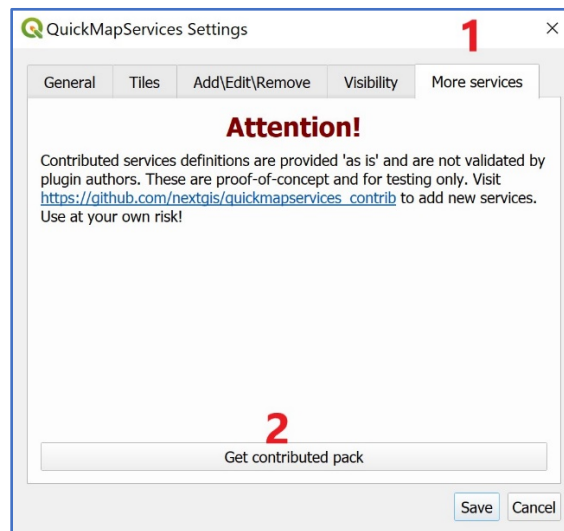 QuickMapServices Settings
1
General Tiles Add\Edit\Remove Visibility More services
Attention!
Contributed services definitions are provided 'as is' and are not validated by
plugin authors. These are proof-of-concept and for testing only. Visit
https://github.com/nextgis/quickmapservices_contrib to add new services.
Use at your own risk!
2
Get contributed pack
Save Cancel